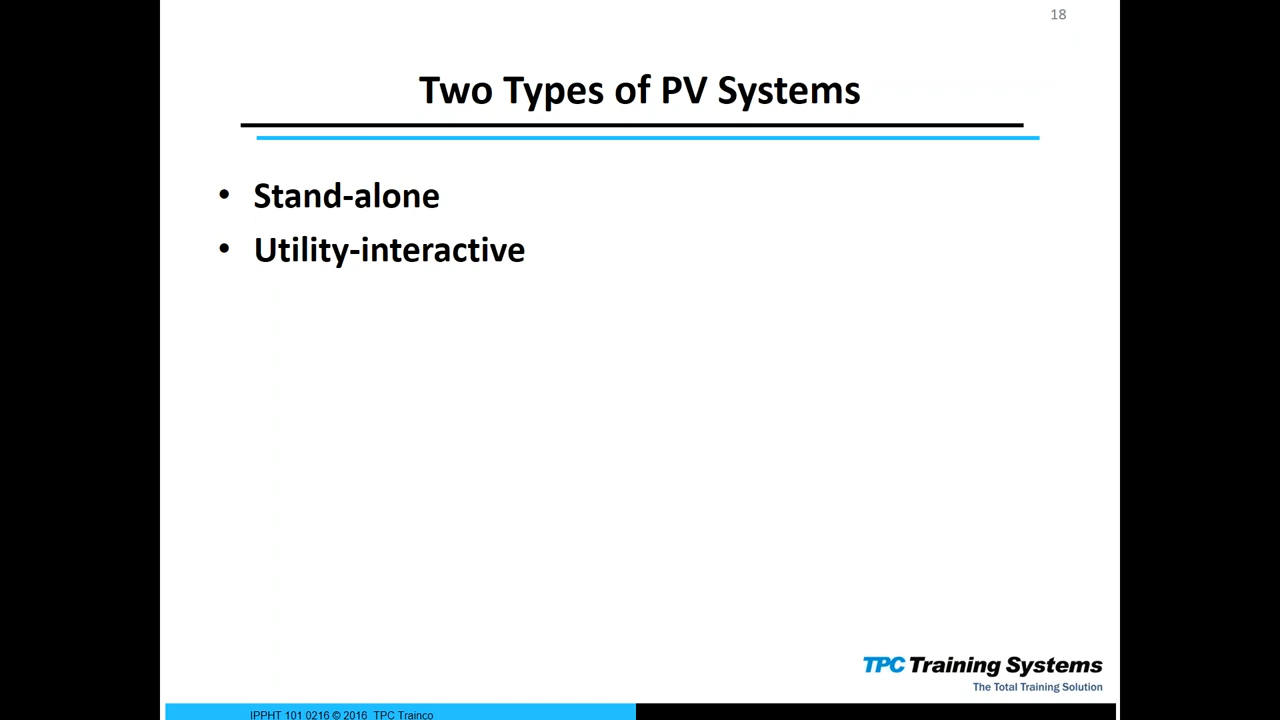 18
Two Types of PV Systems
• Stand-alone
• Utility-interactive
TPC Training Systems
The Total Training Solution
IPPHT 101 0216 © 2016 TPC Trainco